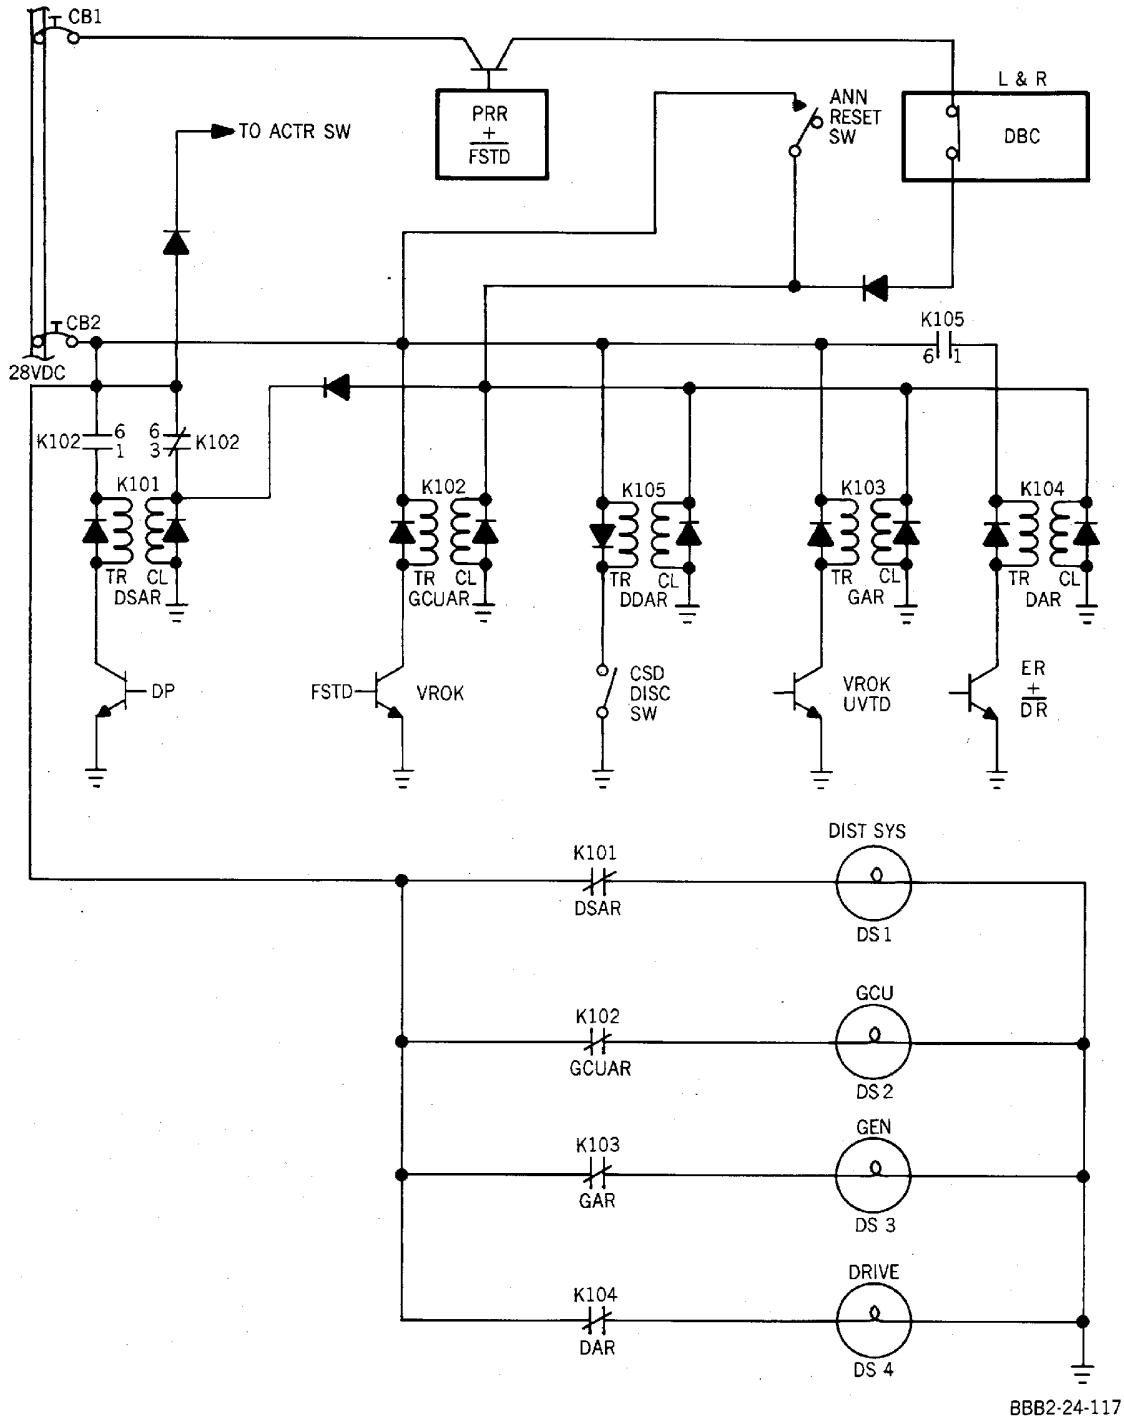 CB1
L & R
PRR
+
FSTD
ANN
RESET
SW
DBC
TO ACTR SW
CB2
K105
6 1
28VDC
K102
6
1
6
3
K102
K101
K102
K105
K103
K104
TR CL
DSAR
TR CL
GCUAR
TR CL
DDAR
TR CL
GAR
TR CL
DAR
DP
FSTD
VROK
CSD
DISC
SW
VROK
UVTD
ER
+
DR
DIST SYS
K101
DSAR
DS1
GCU
K102
GCUAR
DS2
GEN
K103
GAR
DS 3
DRIVE
K104
DAR
DS 4
BBB2-24-117